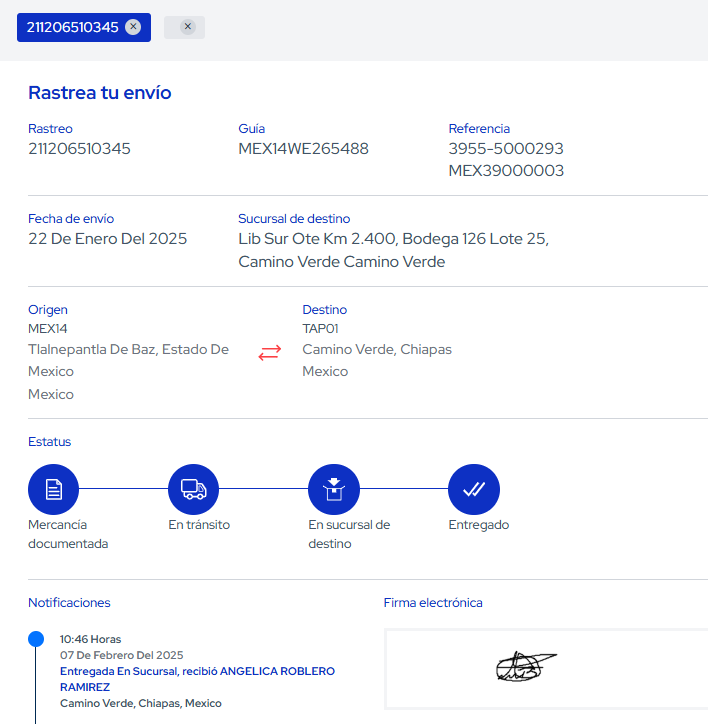 211206510345
Rastrea tu envío
Rastreo
211206510345
Guía
MEX14WE265488
Referencia
3955-5000293
MEX39000003
Fecha de envío
22 De Enero Del 2025
Sucursal de destino
Lib Sur Ote Km 2.400, Bodega 126 Lote 25,
Camino Verde Camino Verde
Origen
MEX14
Tlalnepantla De Baz, Estado De
Mexico
Mexico
Destino
TAP01
Camino Verde, Chiapas
Mexico
Estatus
Mercancía
documentada
En tránsito
En sucursal de
destino
Entregado
Notificaciones
10:46 Horas
07 De Febrero Del 2025
Entregada En Sucursal, recibió ANGELICA ROBLERO
RAMIREZ
Camino Verde, Chiapas, Mexico
Firma electrónica